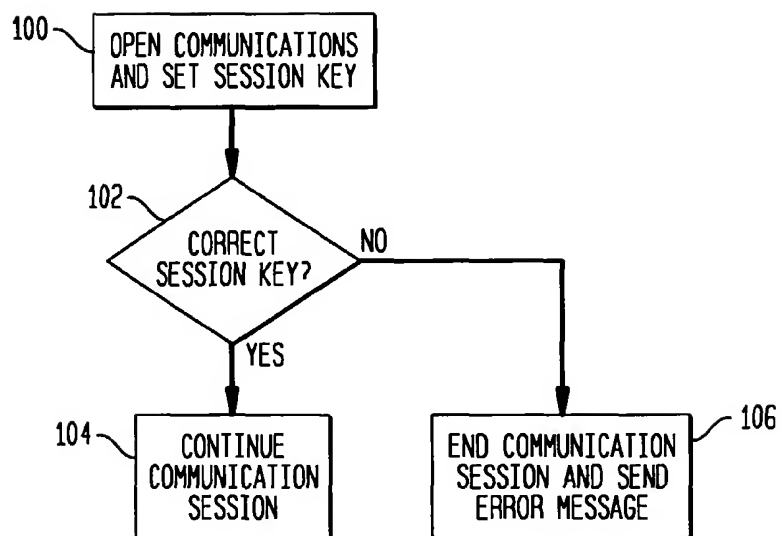 100
OPEN COMMUNICATIONS
AND SET SESSION KEY
102
CORRECT
SESSION KEY?
NO
YES
104
CONTINUE
COMMUNICATION
SESSION
106
END COMMUNICATION
SESSION AND SEND
ERROR MESSAGE